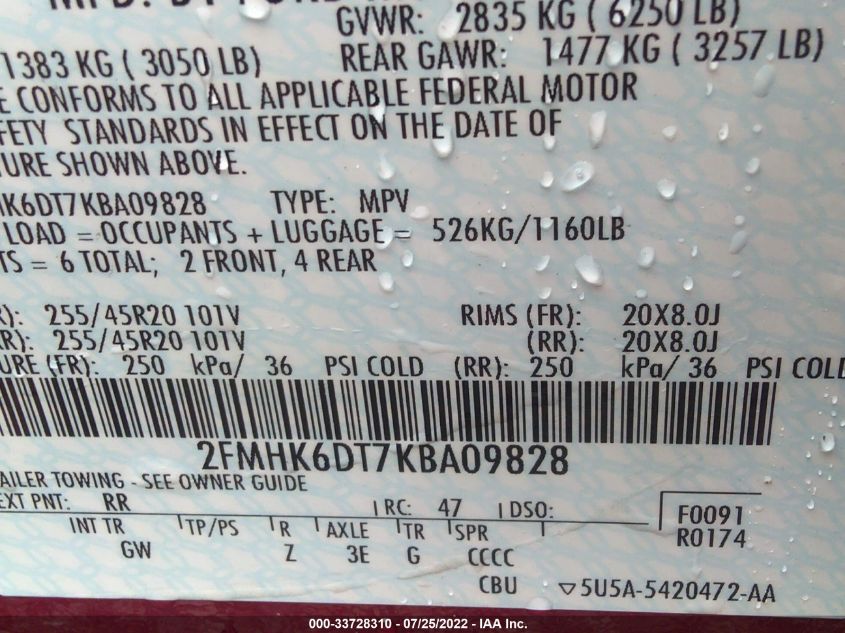 GVWR: 2835 KG ( 6250 LB)
1383 KG ( 3050 LB) REAR GAWR: 1477 KG ( 3257 LB)
CONFORMS TO ALL APPLICABLE FEDERAL MOTOR
FETY STANDARDS IN EFFECT ON THE DATE OF
URE SHOWN ABOVE.
HK6DT7KBA09828 TYPE: MPV
LOAD = OCCUPANTS + LUGGAGE = 526KG/1160LB
TS = 6 TOTAL; 2 FRONT, 4 REAR
R): 255/45R20 101V RIMS (FR): 20X8.0J
R): 255/45R20 101V (RR): 20X8.0J
URE (FR): 250 kPa/ 36 PSI COLD (RR): 250 kPa/ 36 PSI COLD
2FMHK6DT7KBA09828
AILER TOWING - SEE OWNER GUIDE
EXT PNT: RR RC: 47 DSO: F0091
INT TR TP/PS R AXLE TR SPR R0174
GW Z 3E G CCCC
CBU ▽5U5A-5420472-AA
000-33728310 - 07/25/2022 - IAA Inc.